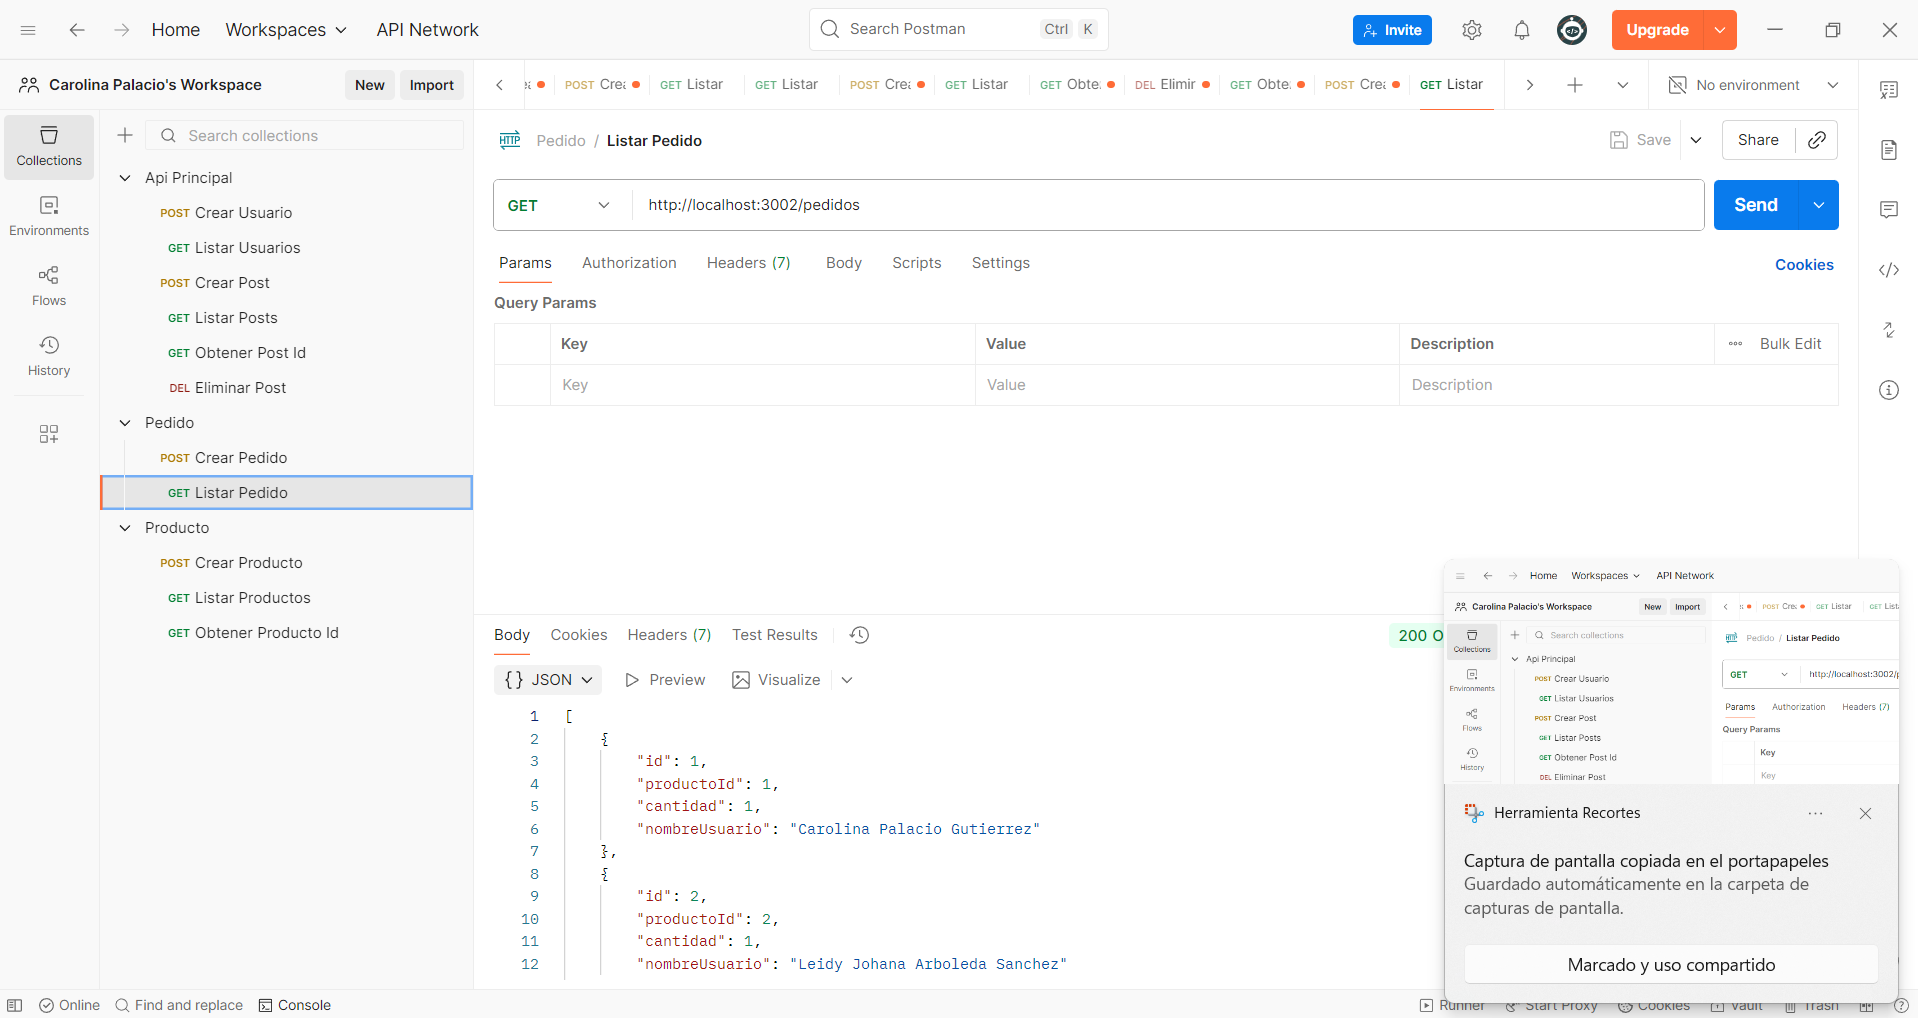 Home Workspaces API Network
Search Postman Ctrl K
Invite
Upgrade
Carolina Palacio's Workspace New Import
POST Crea GET Listar GET Listar POST Crea GET Listar GET Obte DEL Elimir GET Obte POST Crea GET Listar
No environment
Collections
Environments
Flows
History
Search collections
Api Principal
POST Crear Usuario
GET Listar Usuarios
POST Crear Post
GET Listar Posts
GET Obtener Post Id
DEL Eliminar Post
Pedido
POST Crear Pedido
GET Listar Pedido
Producto
POST Crear Producto
GET Listar Productos
GET Obtener Producto Id
HTTP Pedido / Listar Pedido
Save Share
GET http://localhost:3002/pedidos
Send
Params Authorization Headers (7) Body Scripts Settings
Cookies
Query Params
Key Value Description Bulk Edit
Key Value Description
Body Cookies Headers (7) Test Results
200 O
{} JSON Preview Visualize
1 [
2 {
3 "id": 1,
4 "productoId": 1,
5 "cantidad": 1,
6 "nombreUsuario": "Carolina Palacio Gutierrez"
7 },
8 {
9 "id": 2,
10 "productoId": 2,
11 "cantidad": 1,
12 "nombreUsuario": "Leidy Johana Arboleda Sanchez"
Home Workspaces API Network
Carolina Palacio's Workspace New Import
POST Crea GET Listar GET List
Collections
Environments
Flows
History
Search collections
Api Principal
POST Crear Usuario
GET Listar Usuarios
POST Crear Post
GET Listar Posts
GET Obtener Post Id
DEL Eliminar Post
HTTP Pedido / Listar Pedido
GET http://localhost:3002/p
Params Authorization Headers (7)
Query Params
Key
Key
Herramienta Recortes
Captura de pantalla copiada en el portapapeles
Guardado automáticamente en la carpeta de
capturas de pantalla.
Marcado y uso compartido
Online Find and replace Console
Runner Start Proxy Cookies Vault Trash